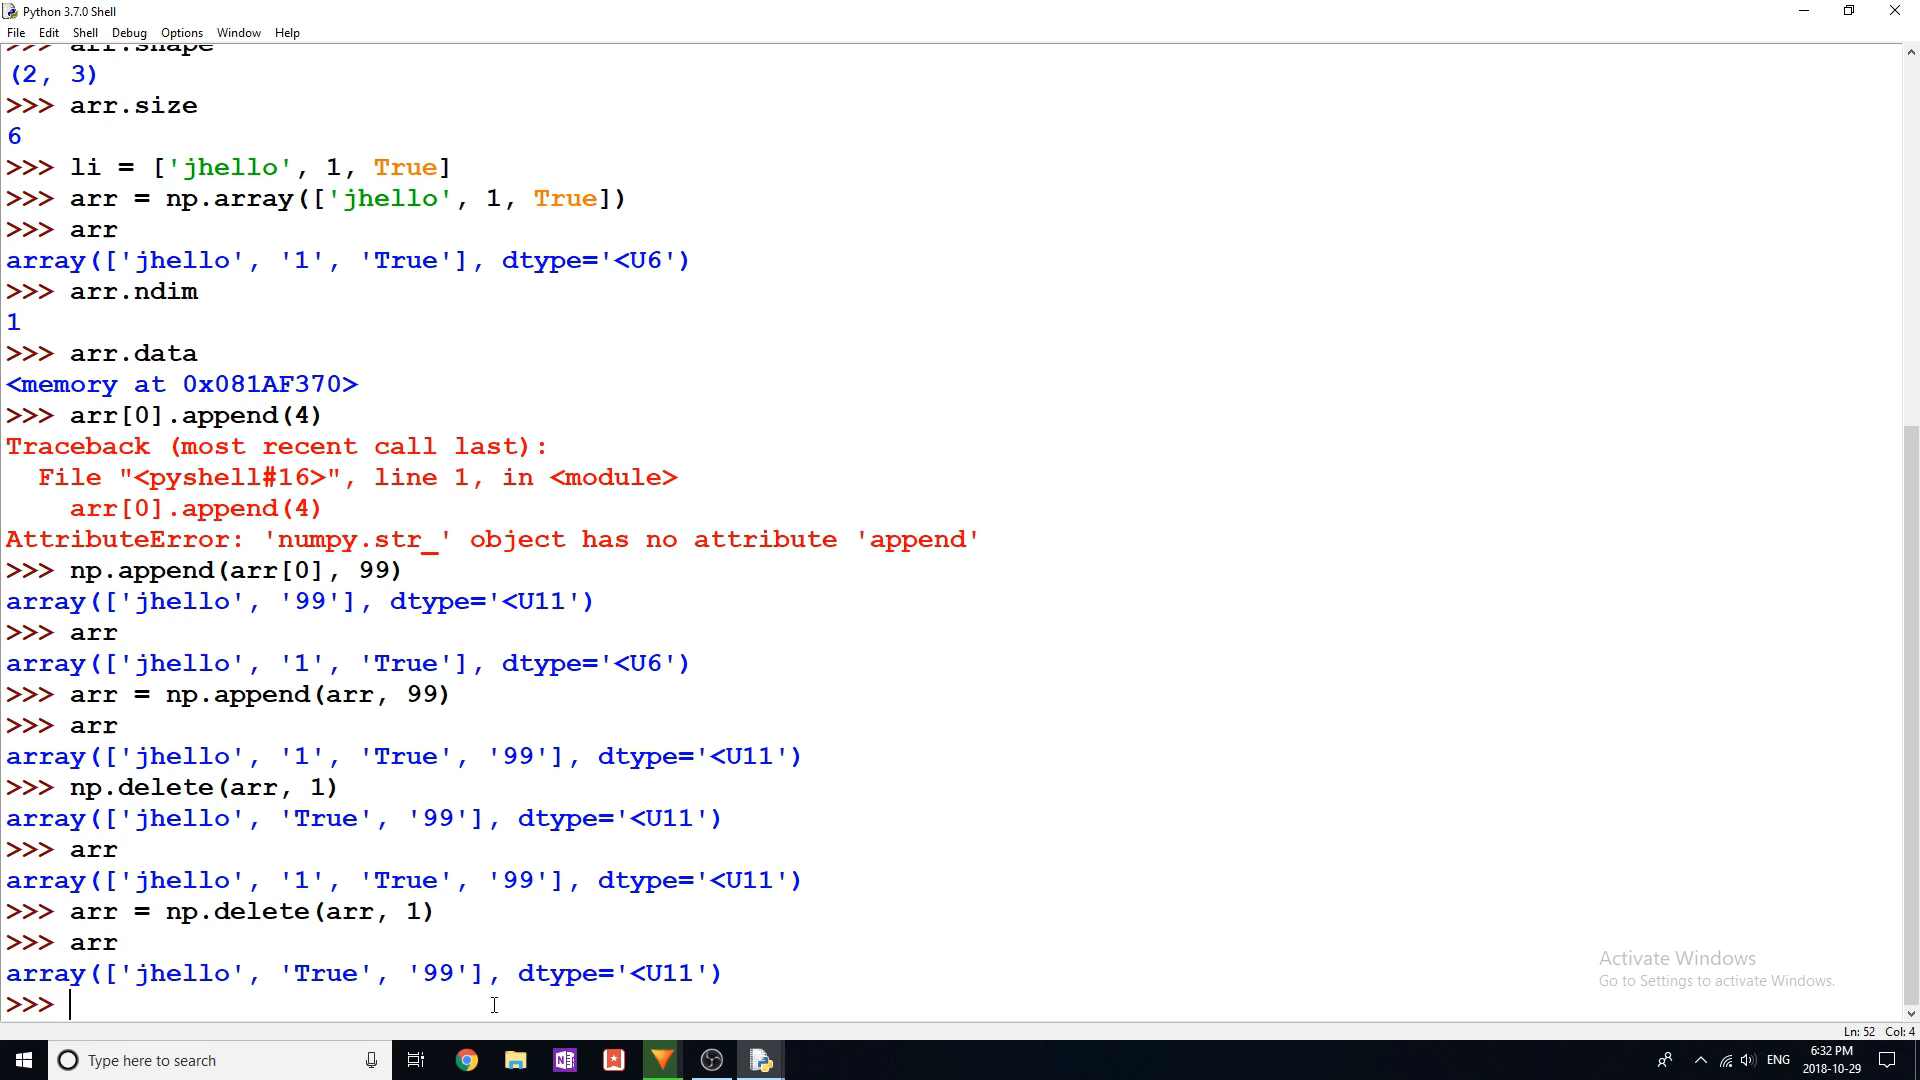 Python 3.7.0 Shell
File Edit Shell Debug Options Window Help
>>> arr.shape
(2, 3)
>>> arr.size
6
>>> li = ['jhello', 1, True]
>>> arr = np.array(['jhello', 1, True])
>>> arr
array(['jhello', '1', 'True'], dtype='<U6')
>>> arr.ndim
1
>>> arr.data
<memory at 0x081AF370>
>>> arr[0].append(4)
Traceback (most recent call last):
  File "<pyshell#16>", line 1, in <module>
    arr[0].append(4)
AttributeError: 'numpy.str_' object has no attribute 'append'
>>> np.append(arr[0], 99)
array(['jhello', '99'], dtype='<U11')
>>> arr
array(['jhello', '1', 'True'], dtype='<U6')
>>> arr = np.append(arr, 99)
>>> arr
array(['jhello', '1', 'True', '99'], dtype='<U11')
>>> np.delete(arr, 1)
array(['jhello', 'True', '99'], dtype='<U11')
>>> arr
array(['jhello', '1', 'True', '99'], dtype='<U11')
>>> arr = np.delete(arr, 1)
>>> arr
array(['jhello', 'True', '99'], dtype='<U11')
>>>
Activate Windows
Go to Settings to activate Windows.
Ln: 52 Col: 4
Type here to search
N
ENG
6:32 PM
2018-10-29